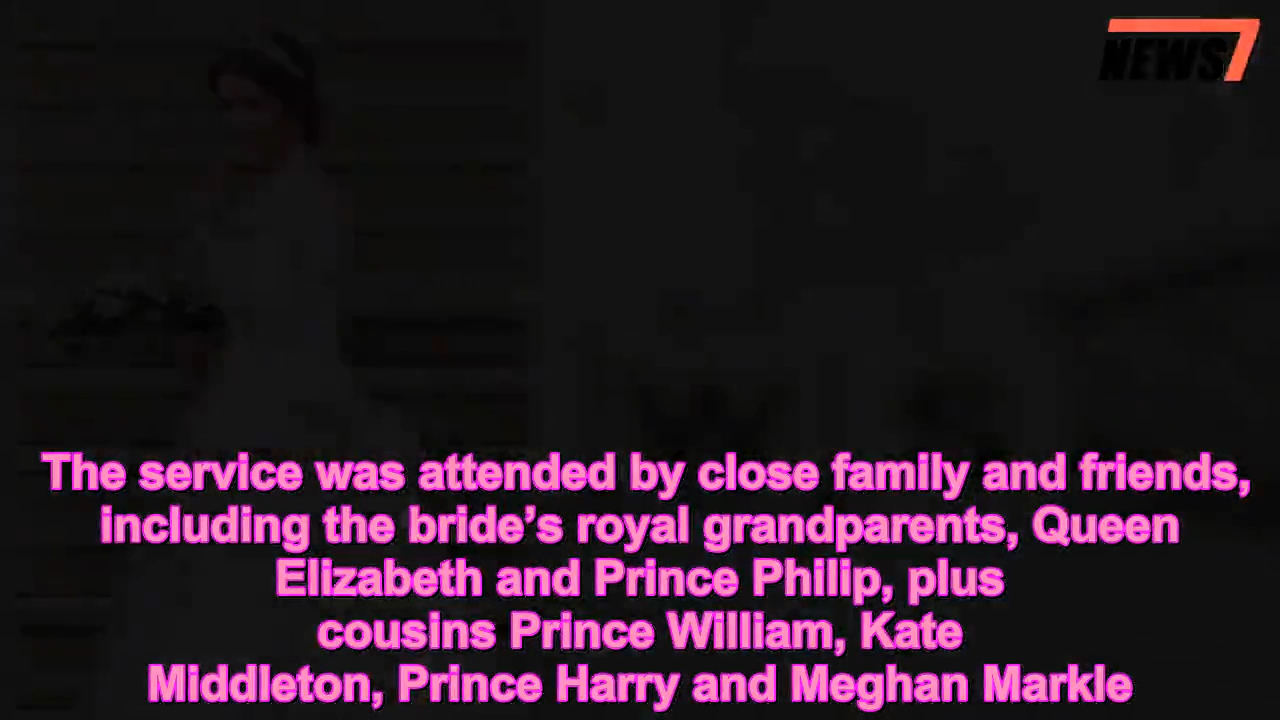 NEWS7
The service was attended by close family and friends,
including the bride’s royal grandparents, Queen
Elizabeth and Prince Philip, plus
cousins Prince William, Kate
Middleton, Prince Harry and Meghan Markle